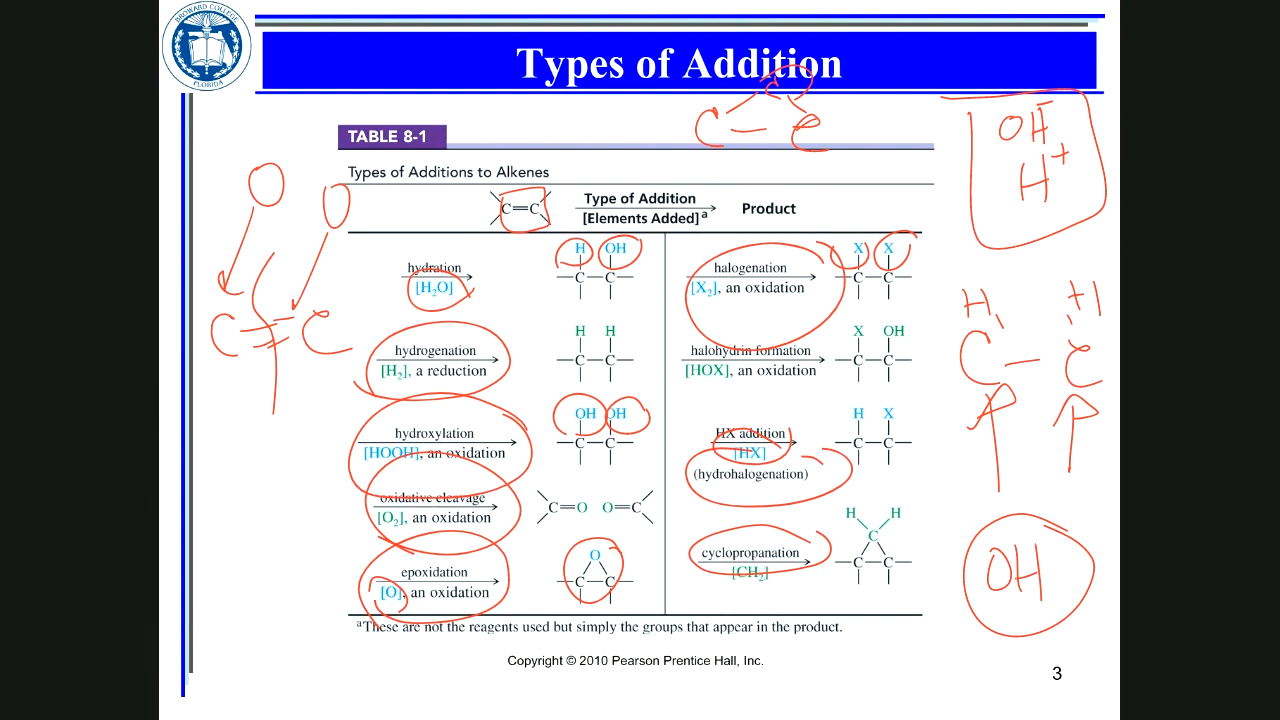 BROWARD COLLEGE
FLORIDA
Types of Addition
C
C – C
OH⁻
H⁺
TABLE 8-1
Types of Additions to Alkenes
C=C
Type of Addition
[Elements Added]ᵃ
Product
hydration
[H₂O]
H OH
–C–C–
halogenation
[X₂], an oxidation
X X
–C–C–
O O
C = C
hydrogenation
[H₂], a reduction
H H
–C–C–
halohydrin formation
[HOX], an oxidation
X OH
–C–C–
H H
C – C
hydroxylation
[HOOH], an oxidation
OH OH
–C–C–
HX addition
[HX]
(hydrohalogenation)
H X
–C–C–
oxidative cleavage
[O₂], an oxidation
C=O O=C
epoxidation
[O], an oxidation
O
–C–C–
cyclopropanation
[CH₂]
H H
C
–C–C–
OH
ᵃThese are not the reagents used but simply the groups that appear in the product.
Copyright © 2010 Pearson Prentice Hall, Inc.
3